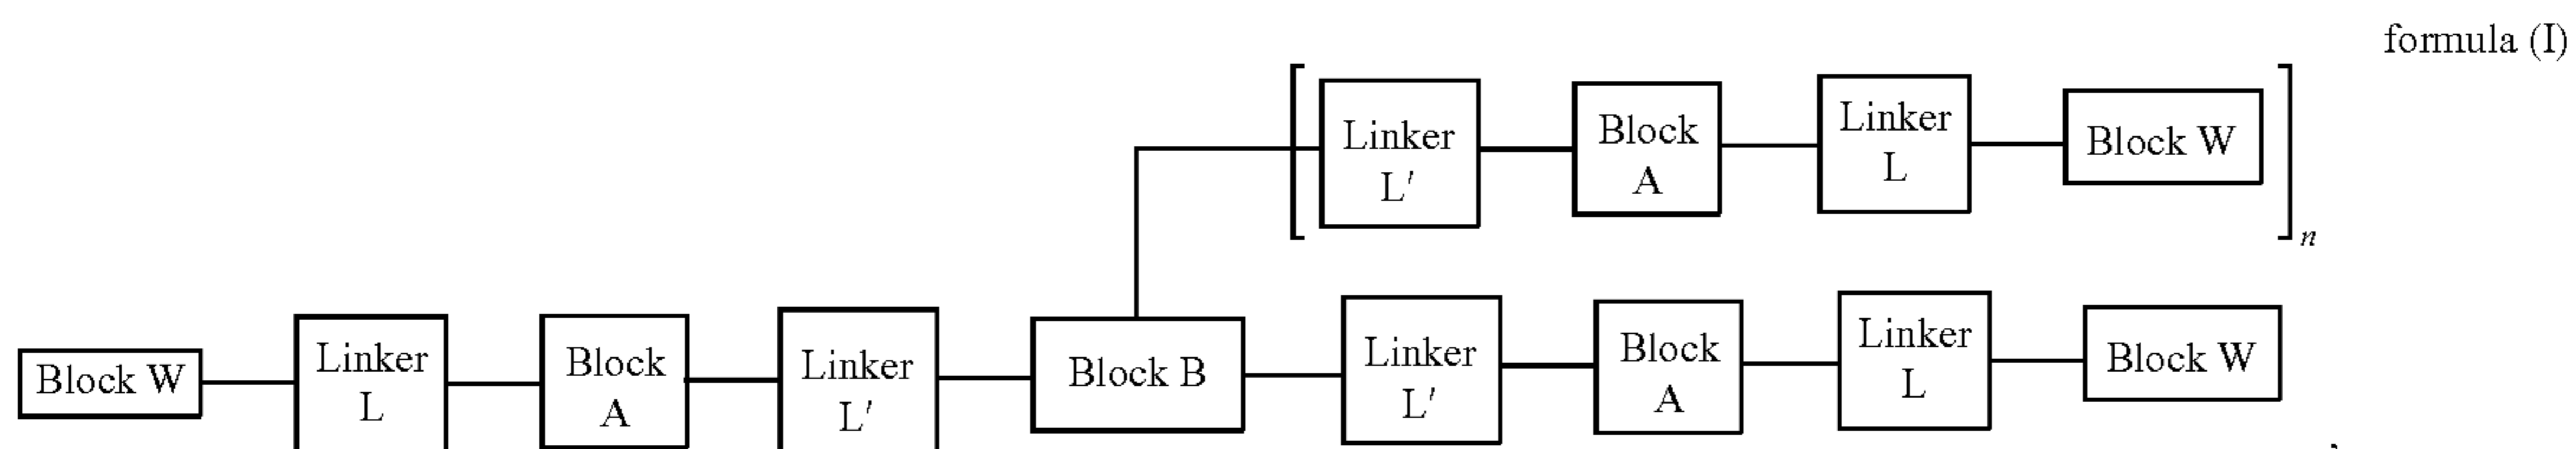 formula (I)
Linker
L′
Block
A
Linker
L
Block W
n
Block W
Linker
L
Block
A
Linker
L′
Block B
Linker
L′
Block
A
Linker
L
Block W
,